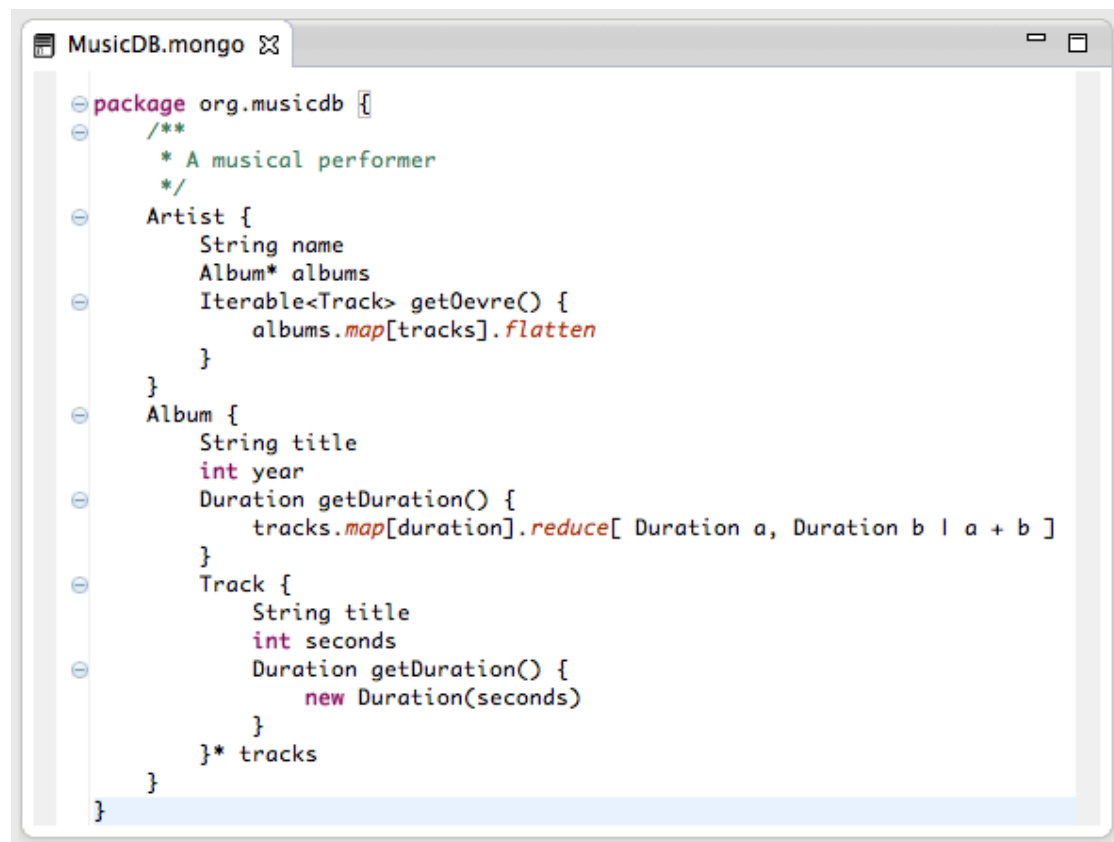 MusicDB.mongo
package org.musicdb {
/**
* A musical performer
*/
Artist {
String name
Album* albums
Iterable<Track> getOevre() {
albums.map[tracks].flatten
}
}
Album {
String title
int year
Duration getDuration() {
tracks.map[duration].reduce[ Duration a, Duration b | a + b ]
}
Track {
String title
int seconds
Duration getDuration() {
new Duration(seconds)
}
}* tracks
}
}